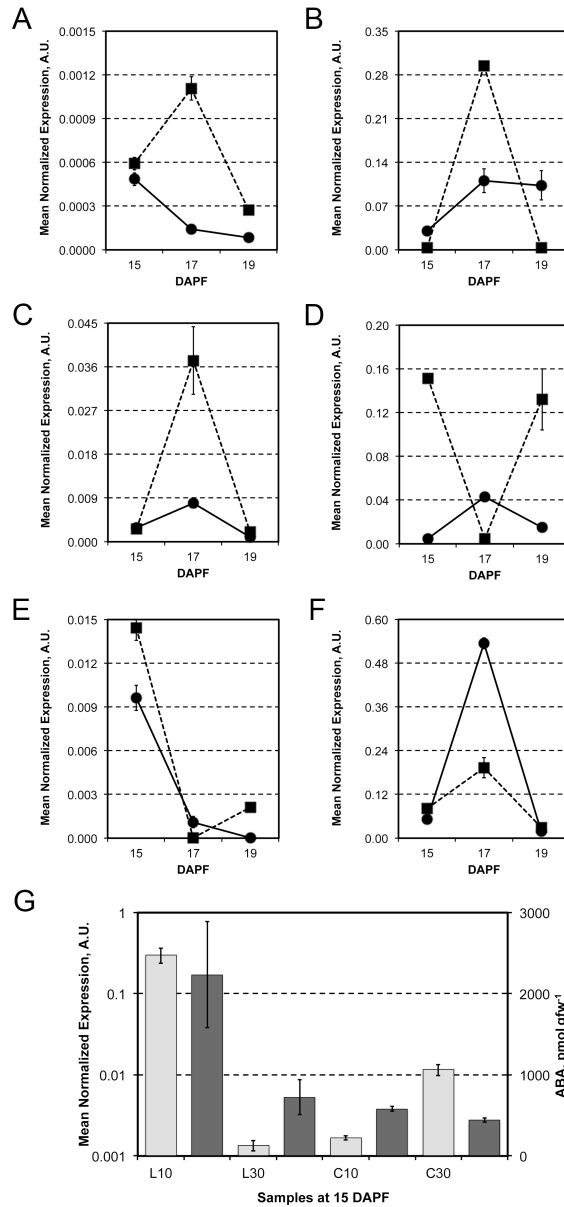 A
Mean Normalized Expression, A.U.
0.0015
0.0012
0.0009
0.0006
0.0003
0.0000
15 17 19
DAPF
B
Mean Normalized Expression, A.U.
0.35
0.28
0.21
0.14
0.07
0.00
15 17 19
DAPF
C
Mean Normalized Expression, A.U.
0.045
0.036
0.027
0.018
0.009
0.000
15 17 19
DAPF
D
Mean Normalized Expression, A.U.
0.20
0.16
0.12
0.08
0.04
0.00
15 17 19
DAPF
E
Mean Normalized Expression, A.U.
0.015
0.012
0.009
0.006
0.003
0.000
15 17 19
DAPF
F
Mean Normalized Expression, A.U.
0.60
0.48
0.36
0.24
0.12
0.00
15 17 19
DAPF
G
Mean Normalized Expression, A.U.
1
0.1
0.01
0.001
3000
2000
1000
0
ABA, pmol gfw-1
L10 L30 C10 C30
Samples at 15 DAPF